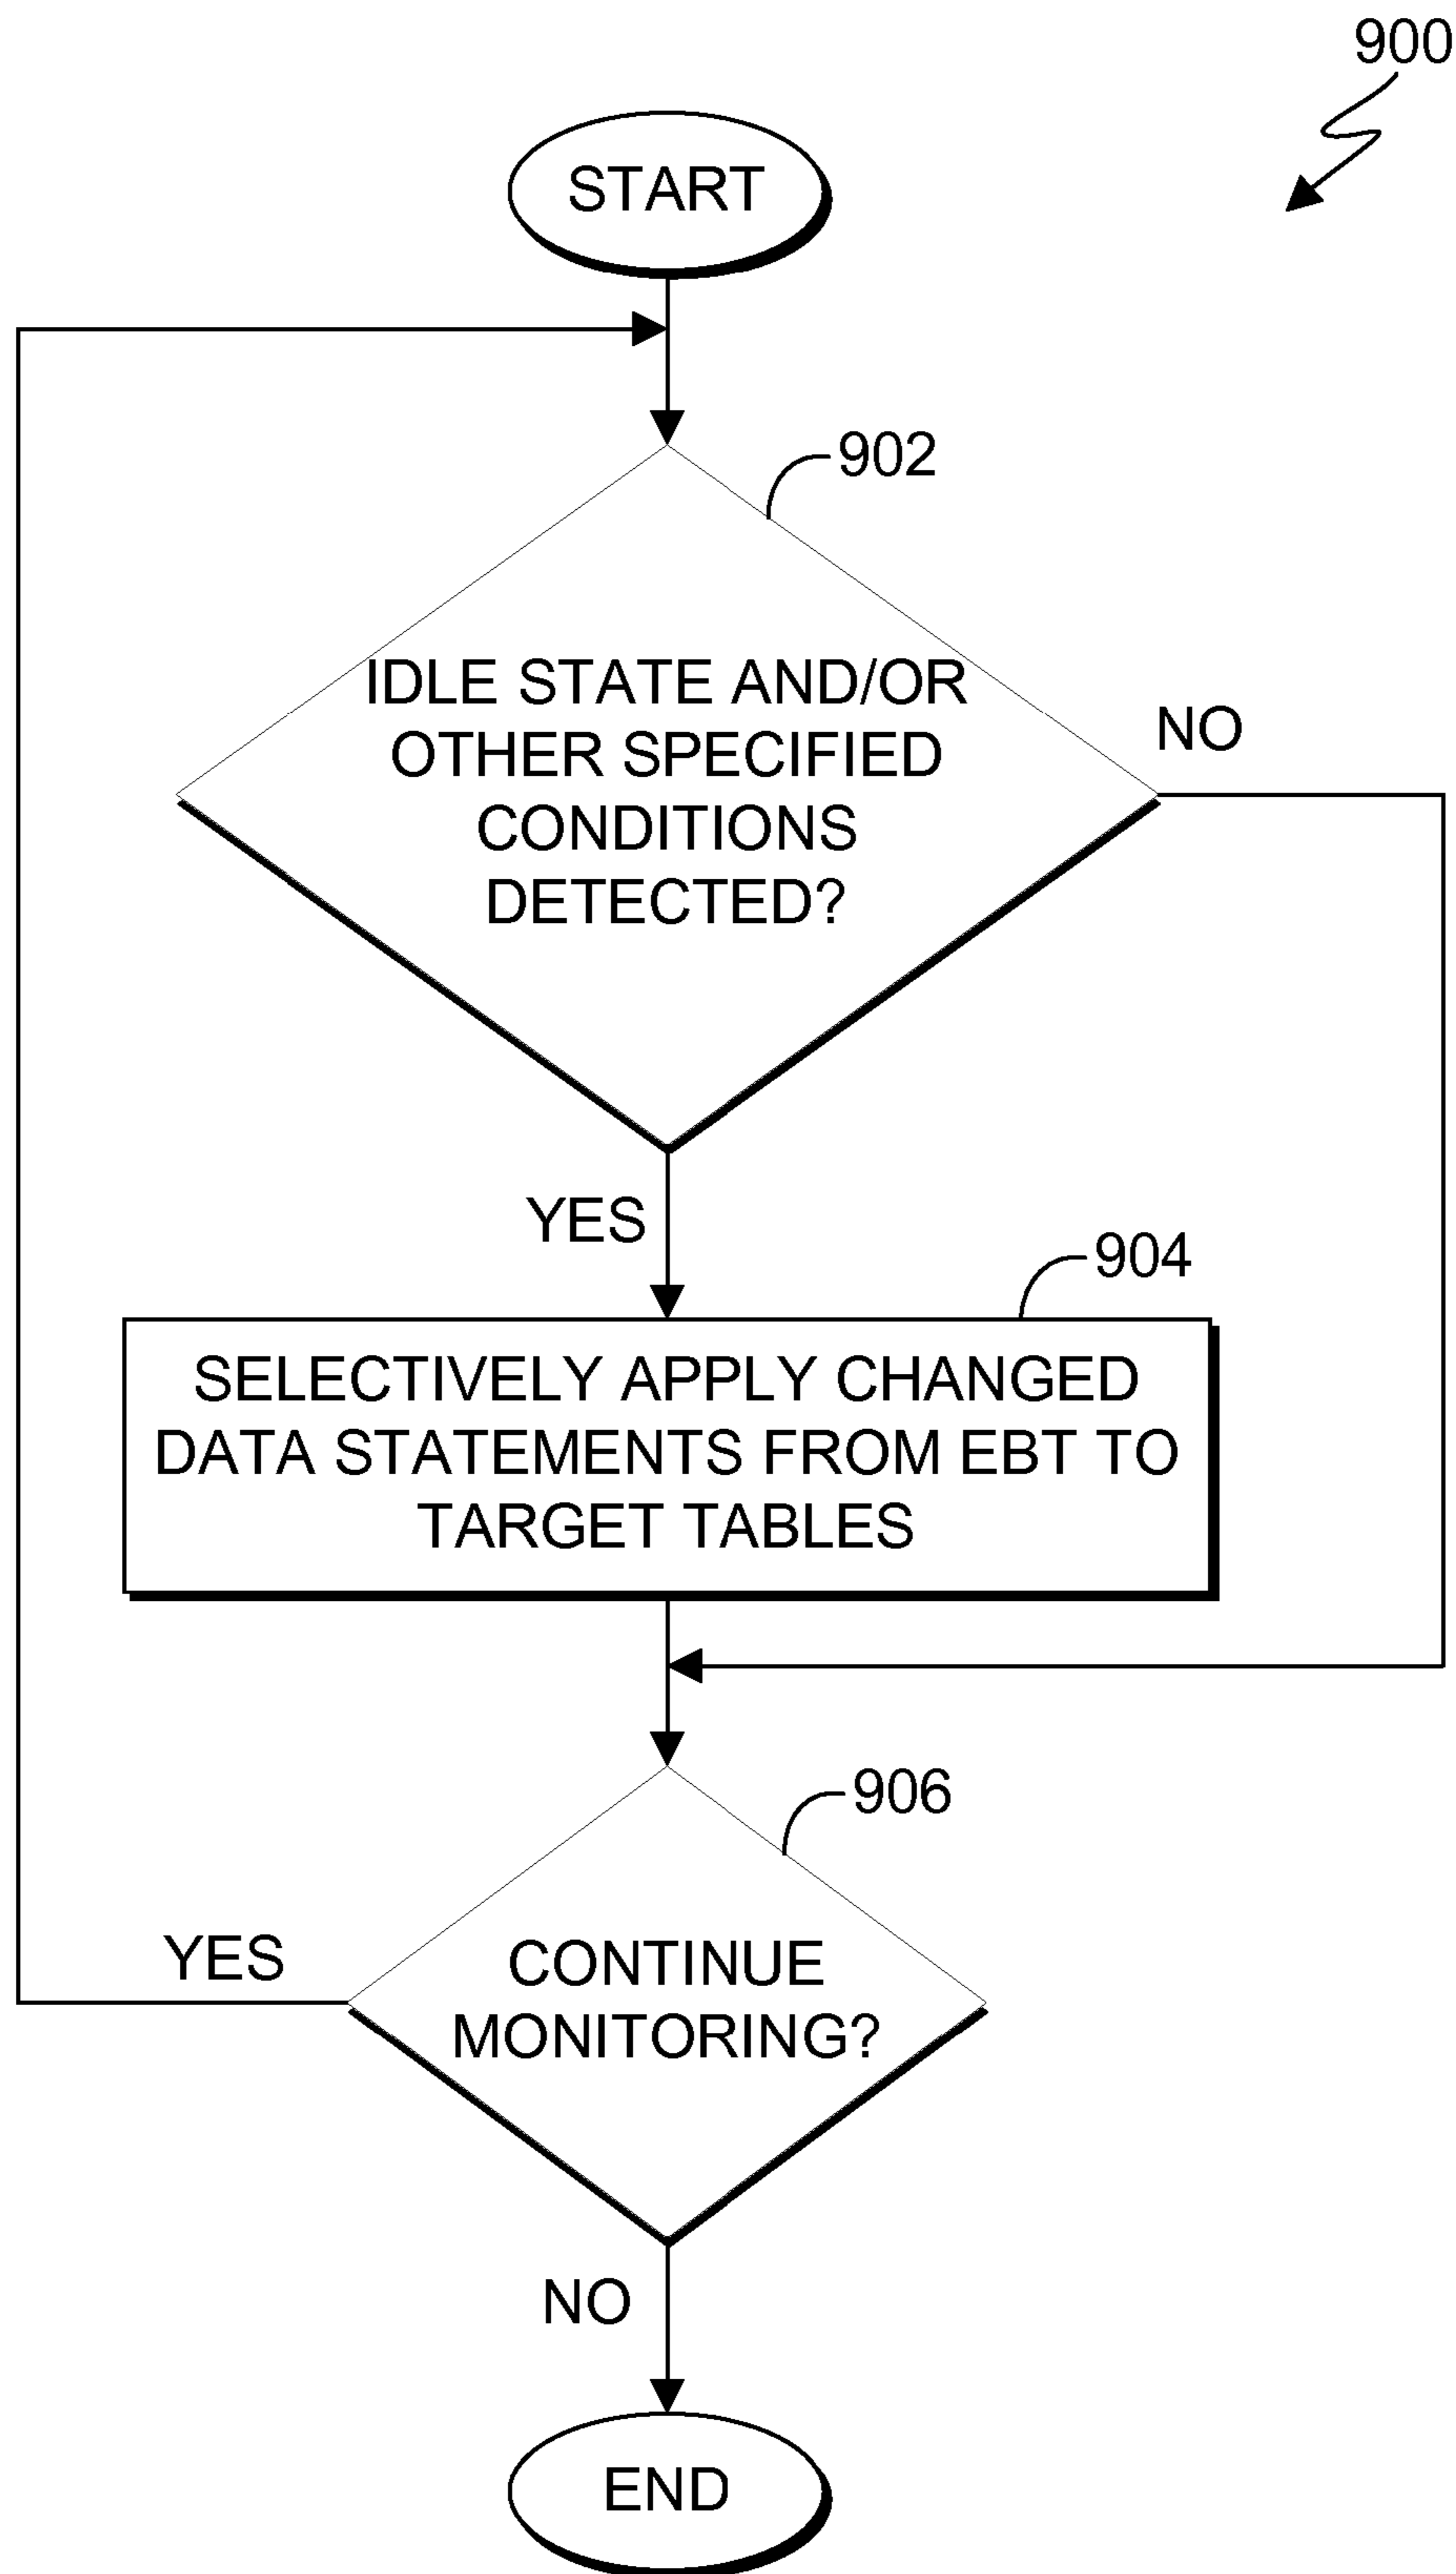 900
START
902
IDLE STATE AND/OR
OTHER SPECIFIED
CONDITIONS
DETECTED?
NO
YES
904
SELECTIVELY APPLY CHANGED
DATA STATEMENTS FROM EBT TO
TARGET TABLES
906
YES
CONTINUE
MONITORING?
NO
END